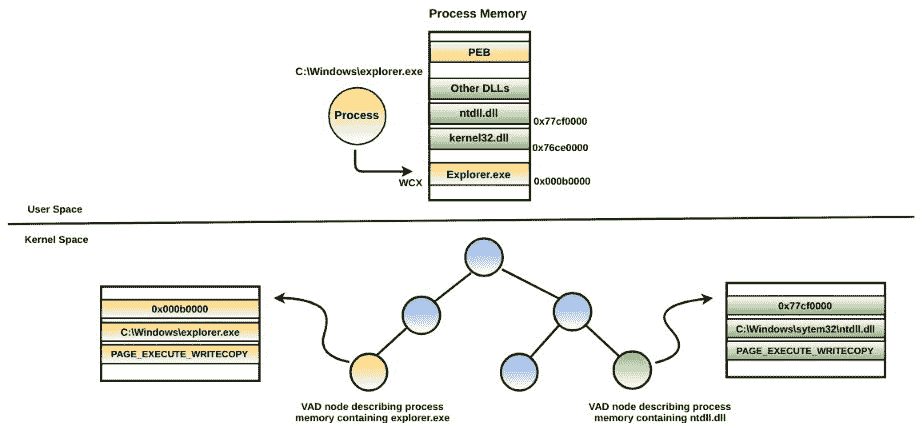 Process Memory
PEB
C:\Windows\explorer.exe
Other DLLs
Process
ntdll.dll
0x77cf0000
kernel32.dll
0x76ce0000
Explorer.exe
WCX
0x000b0000
User Space
Kernel Space
0x000b0000
C:\Windows\explorer.exe
PAGE_EXECUTE_WRITECOPY
0x77cf0000
C:\Windows\sytem32\ntdll.dll
PAGE_EXECUTE_WRITECOPY
VAD node describing process
memory containing explorer.exe
VAD node describing process
memory containing ntdll.dll